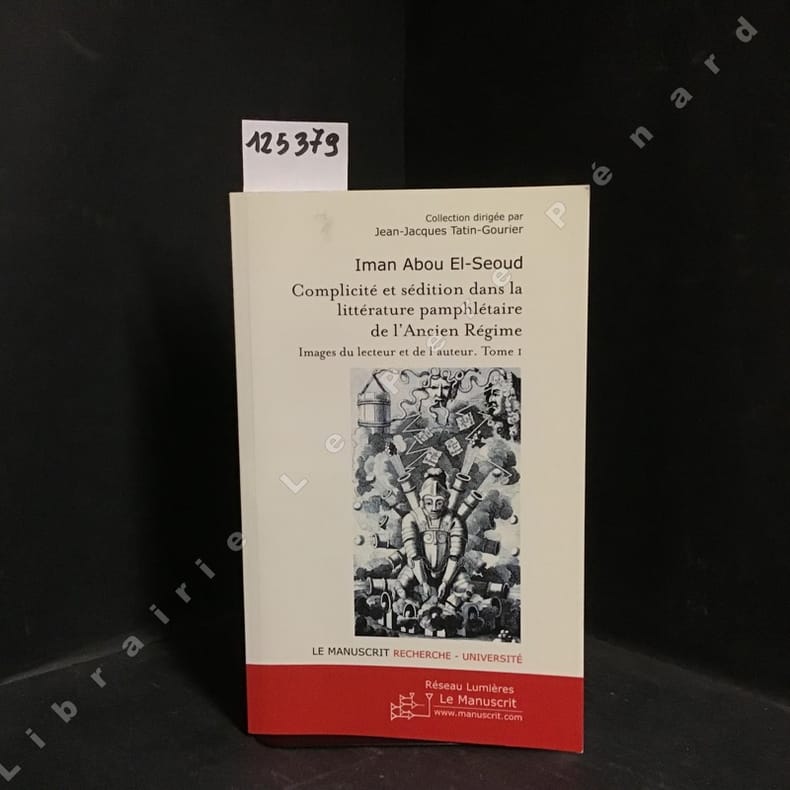 125379
Collection dirigée par
Jean-Jacques Tatin-Gourier
Iman Abou El-Seoud
Complicité et sédition dans la
littérature pamphlétaire
de l'Ancien Régime
Images du lecteur et de l'auteur. Tome I
LE MANUSCRIT RECHERCHE - UNIVERSITÉ
Réseau Lumières
Le Manuscrit
www.manuscrit.com
Librairie Le Père Pénard